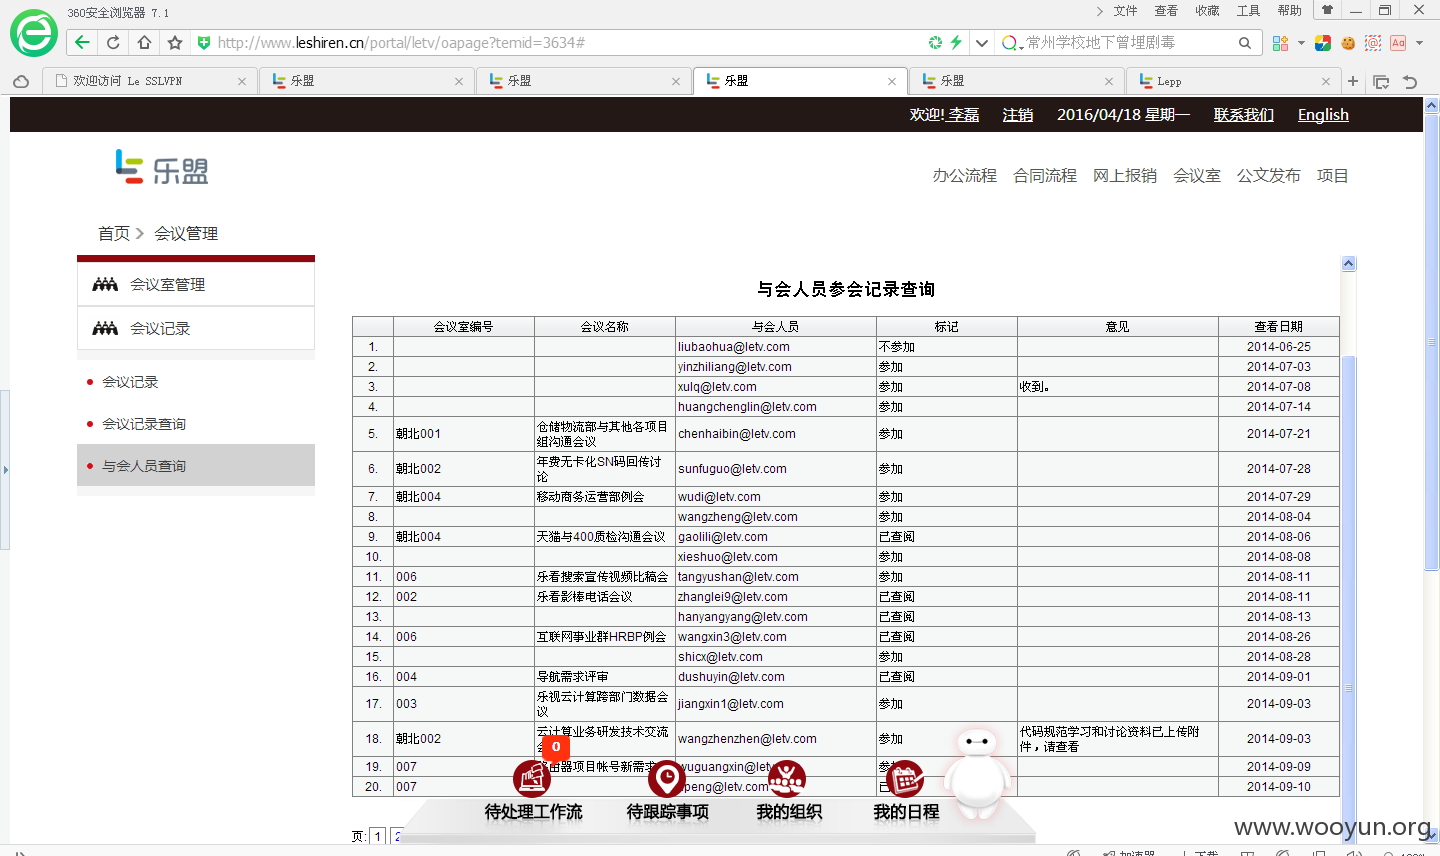 360安全浏览器 7.1
文件 查看 收藏 工具 帮助
http://www.leshiren.cn/portal/letv/oapage?temid=3634#
常州学校地下曾埋剧毒
欢迎访问 Le SSLVPN
乐盟
乐盟
乐盟
乐盟
Lepp
欢迎! 李磊 注销 2016/04/18 星期一 联系我们 English
乐盟
办公流程 合同流程 网上报销 会议室 公文发布 项目
首页 > 会议管理
会议室管理
会议记录
会议记录
会议记录查询
与会人员查询
与会人员参会记录查询
会议室编号 会议名称 与会人员 标记 意见 查看日期
1. liubaohua@letv.com 不参加 2014-06-25
2. yinzhiliang@letv.com 参加 2014-07-03
3. xulq@letv.com 参加 收到。 2014-07-08
4. huangchenglin@letv.com 参加 2014-07-14
5. 朝北001 仓储物流部与其他各项目组沟通会议 chenhaibin@letv.com 参加 2014-07-21
6. 朝北002 年费无卡化SN码回传讨论 sunfuguo@letv.com 参加 2014-07-28
7. 朝北004 移动商务运营部例会 wudi@letv.com 参加 2014-07-29
8. wangzheng@letv.com 参加 2014-08-04
9. 朝北004 天猫与400质检沟通会议 gaolili@letv.com 已查阅 2014-08-06
10. xieshuo@letv.com 参加 2014-08-08
11. 006 乐看搜索宣传视频比稿会 tangyushan@letv.com 参加 2014-08-11
12. 002 乐看影棒电话会议 zhanglei9@letv.com 已查阅 2014-08-11
13. hanyangyang@letv.com 已查阅 2014-08-13
14. 006 互联网事业群HRBP例会 wangxin3@letv.com 已查阅 2014-08-26
15. shicx@letv.com 参加 2014-08-28
16. 004 导航需求评审 dushuyin@letv.com 已查阅 2014-09-01
17. 003 乐视云计算跨部门数据会议 jiangxin1@letv.com 参加 2014-09-03
18. 朝北002 云计算业务研发技术交流 wangzhenzhen@letv.com 参加 代码规范学习和讨论资料已上传附件，请查看 2014-09-03
19. 007 由器项目帐号新需求 wuguangxin@letv 2014-09-09
20. 007 peng@letv.com 2014-09-10
0
待处理工作流 待跟踪事项 我的组织 我的日程
页: 1 2
www.wooyun.org
加速器 下载